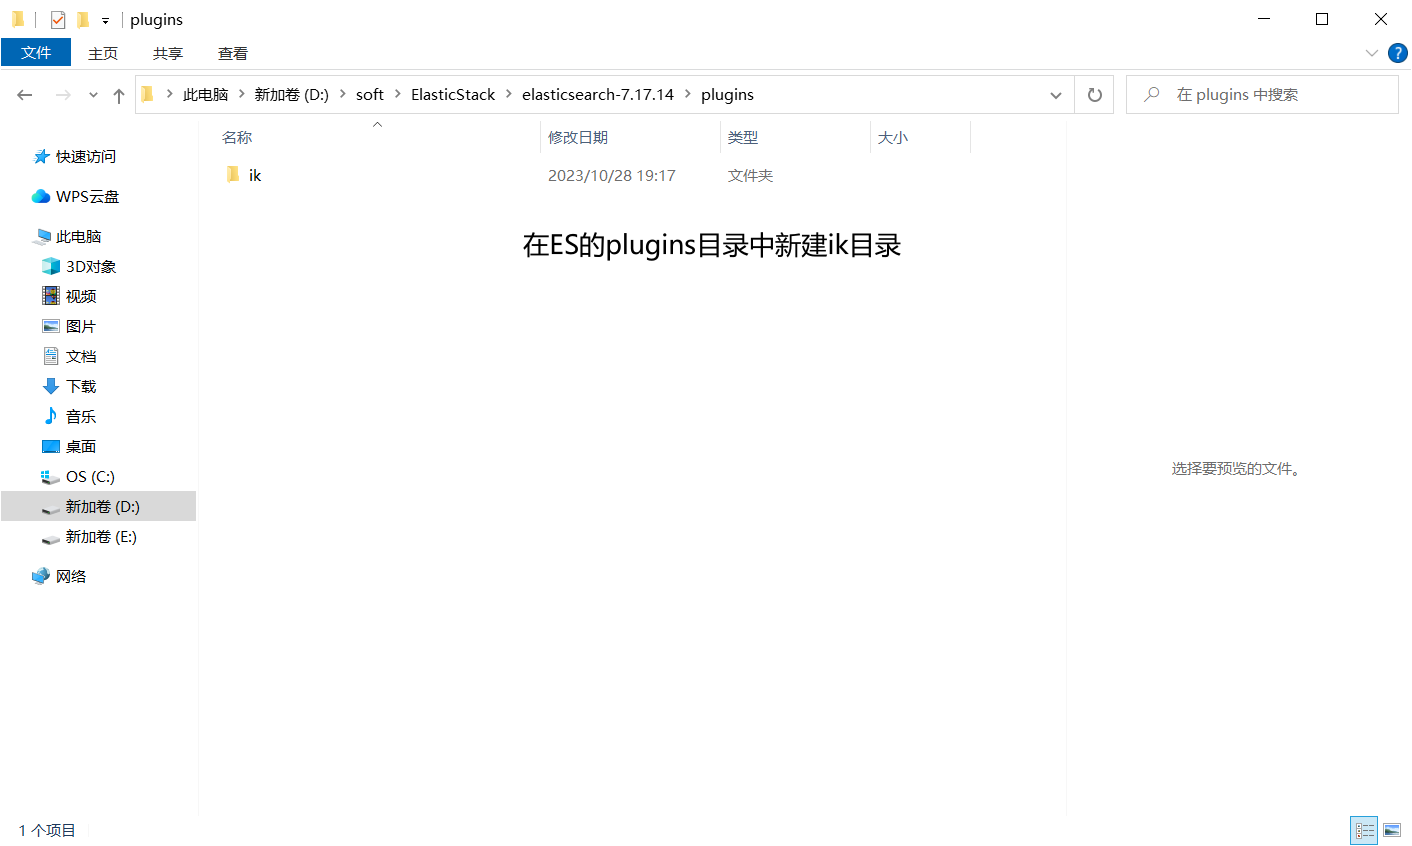 plugins
文件 主页 共享 查看
此电脑 新加卷 (D:) soft ElasticStack elasticsearch-7.17.14 plugins
在 plugins 中搜索
名称 修改日期 类型 大小
ik 2023/10/28 19:17 文件夹
在ES的plugins目录中新建ik目录
快速访问
WPS云盘
此电脑
3D对象
视频
图片
文档
下载
音乐
桌面
OS (C:)
新加卷 (D:)
新加卷 (E:)
网络
选择要预览的文件。
1 个项目